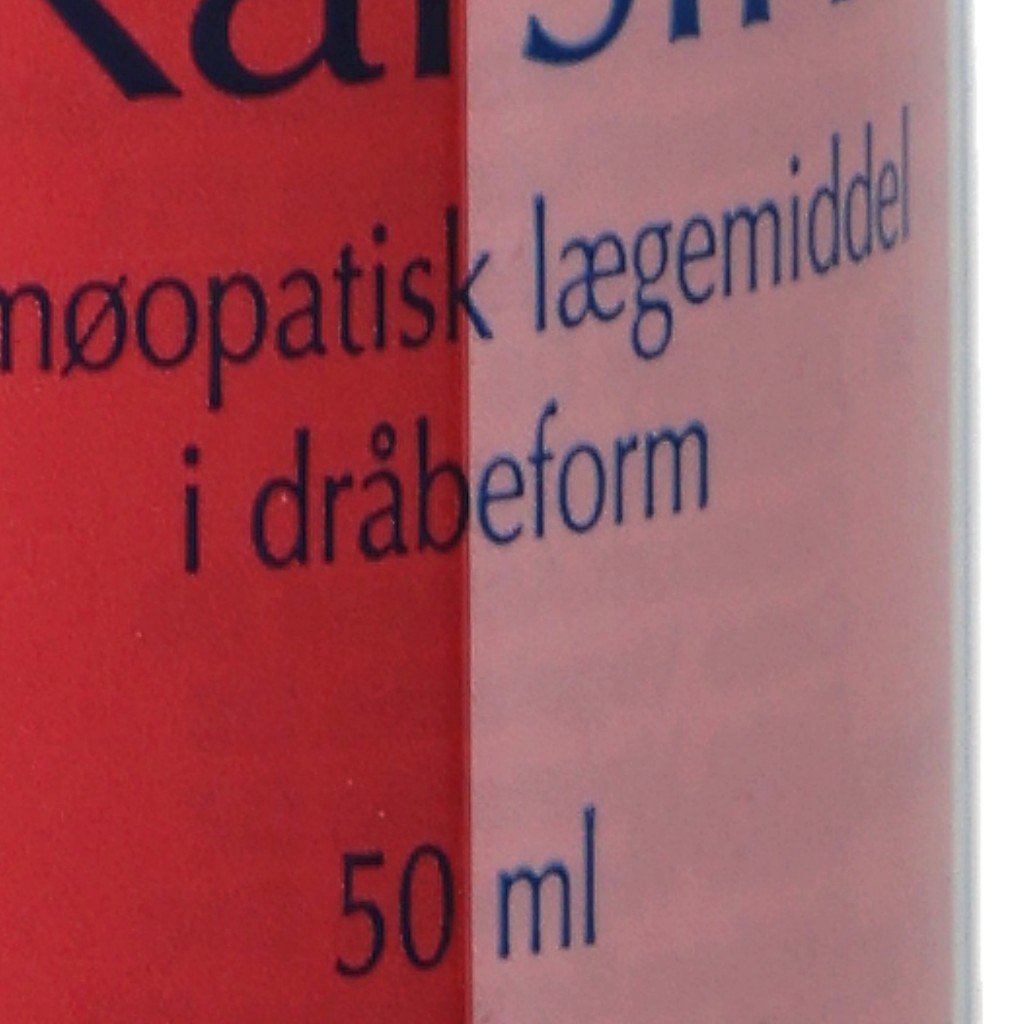 møopatisk lægemiddel
i dråbeform
50 ml